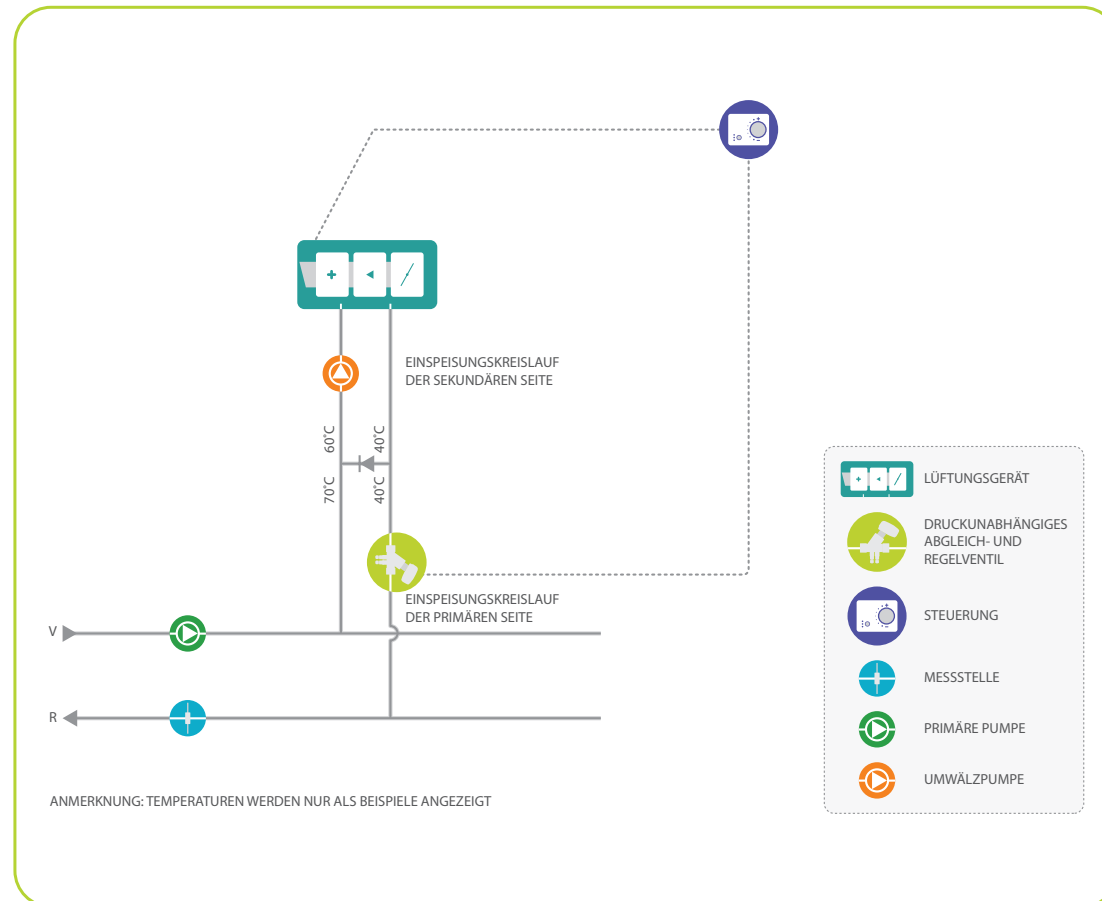 EINSPEISUNGSKREISLAUF
DER SEKUNDÄREN SEITE
60°C
40°C
70°C
40°C
EINSPEISUNGSKREISLAUF
DER PRIMÄREN SEITE
V
R
ANMERKNUNG: TEMPERATUREN WERDEN NUR ALS BEISPIELE ANGEZEIGT
LÜFTUNGSGERÄT
DRUCKUNABHÄNGIGES
ABGLEICH- UND
REGELVENTIL
STEUERUNG
MESSSTELLE
PRIMÄRE PUMPE
UMWÄLZPUMPE